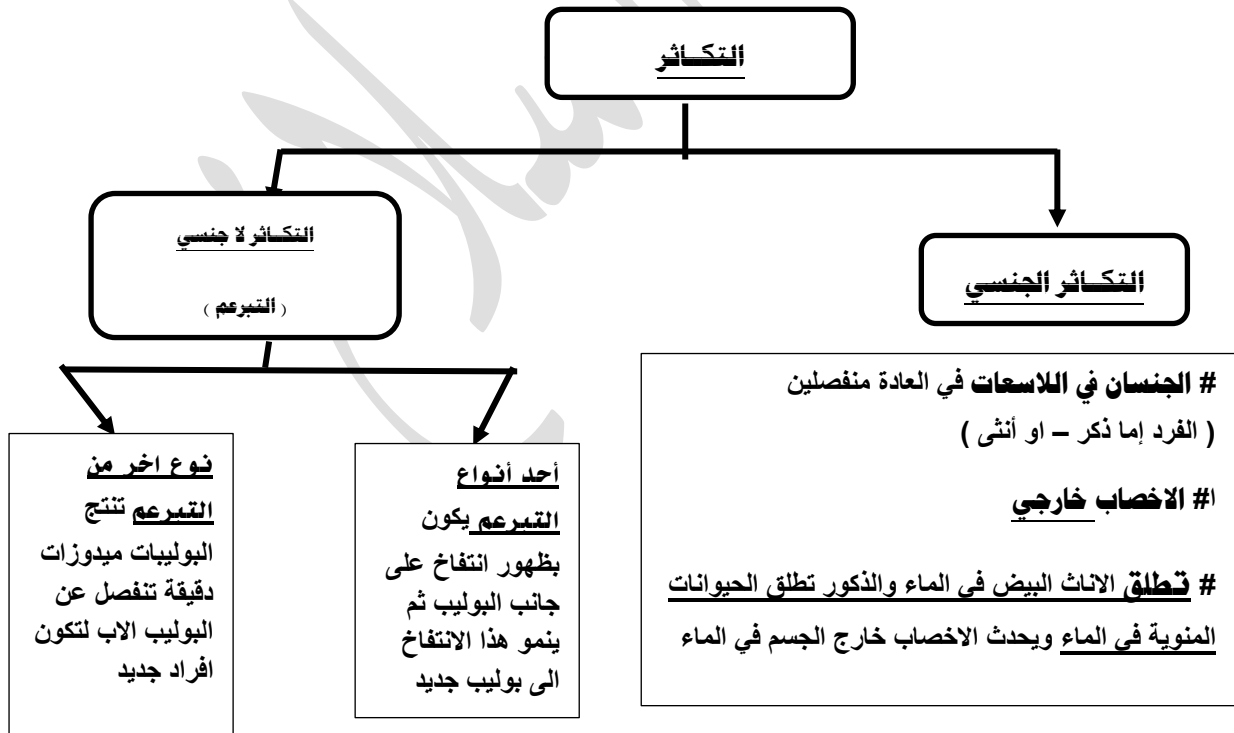 التكاثر
التكاثر الجنسي
# الجنسان في اللاسعات في العادة منفصلين
( الفرد إما ذكر – او أنثى )
ا# الاخصاب خارجي
# تطلق الاناث البيض في الماء والذكور تطلق الحيوانات
المنوية في الماء ويحدث الاخصاب خارج الجسم في الماء
التكاثر لا جنسي
( التبرعم )
أحد أنواع
التبرعم يكون
بظهور انتفاخ على
جانب البوليب ثم
ينمو هذا الانتفاخ
الى بوليب جديد
نوع اخر من
التبرعم تنتج
البوليبات ميدوزات
دقيقة تنفصل عن
البوليب الاب لتكون
افراد جديد